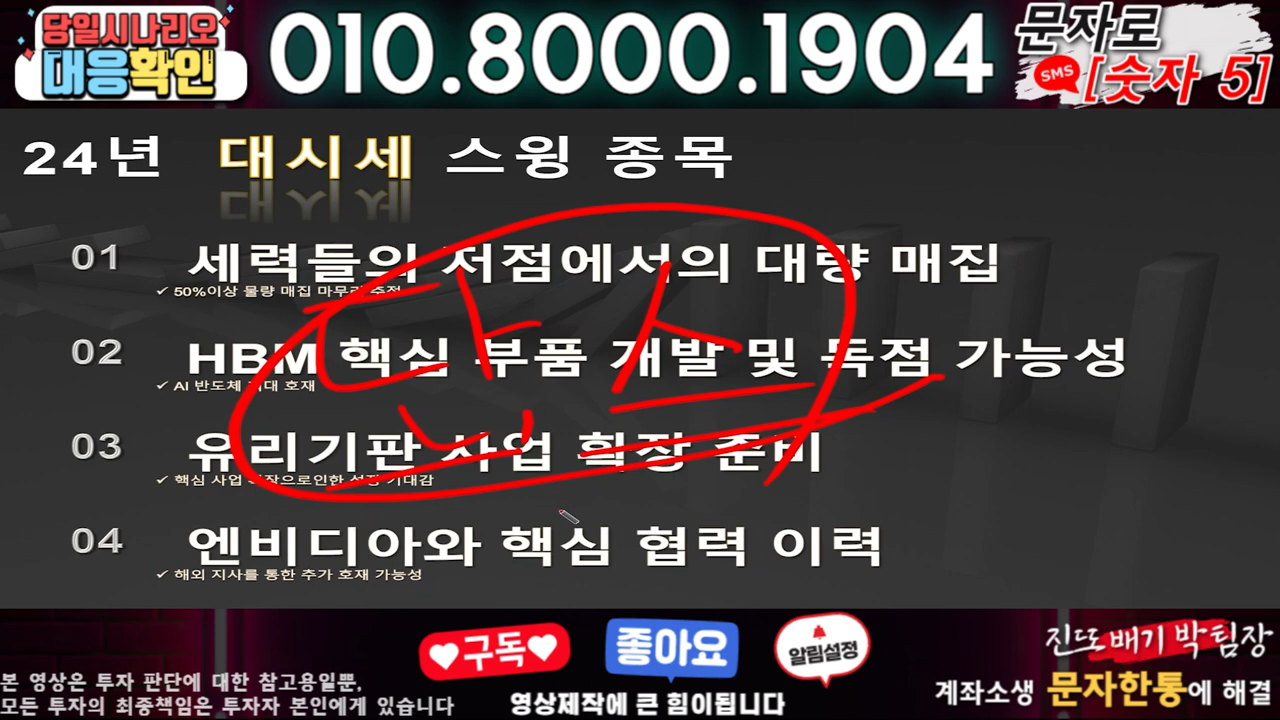 당일시나리오
대응확인
010.8000.1904
문자로
SMS [숫자 5]
24년 대시세 스윙 종목
01 세력들의 저점에서의 대량 매집
✓ 50%이상 물량 매집 마무리 추정
02 HBM 핵심 부품 개발 및 독점 가능성
✓ AI 반도체 확대 호재
03 유리기판 사업 확장 준비
✓ 핵심 사업 확장으로인한 성장 기대감
04 엔비디아와 핵심 협력 이력
✓ 해외 지사를 통한 추가 호재 가능성
단 스
구독
좋아요
알림설정
영상제작에 큰 힘이됩니다
본 영상은 투자 판단에 대한 참고용일뿐,
모든 투자의 최종책임은 투자자 본인에게 있습니다
진또배기 박팀장
계좌소생 문자한통에 해결